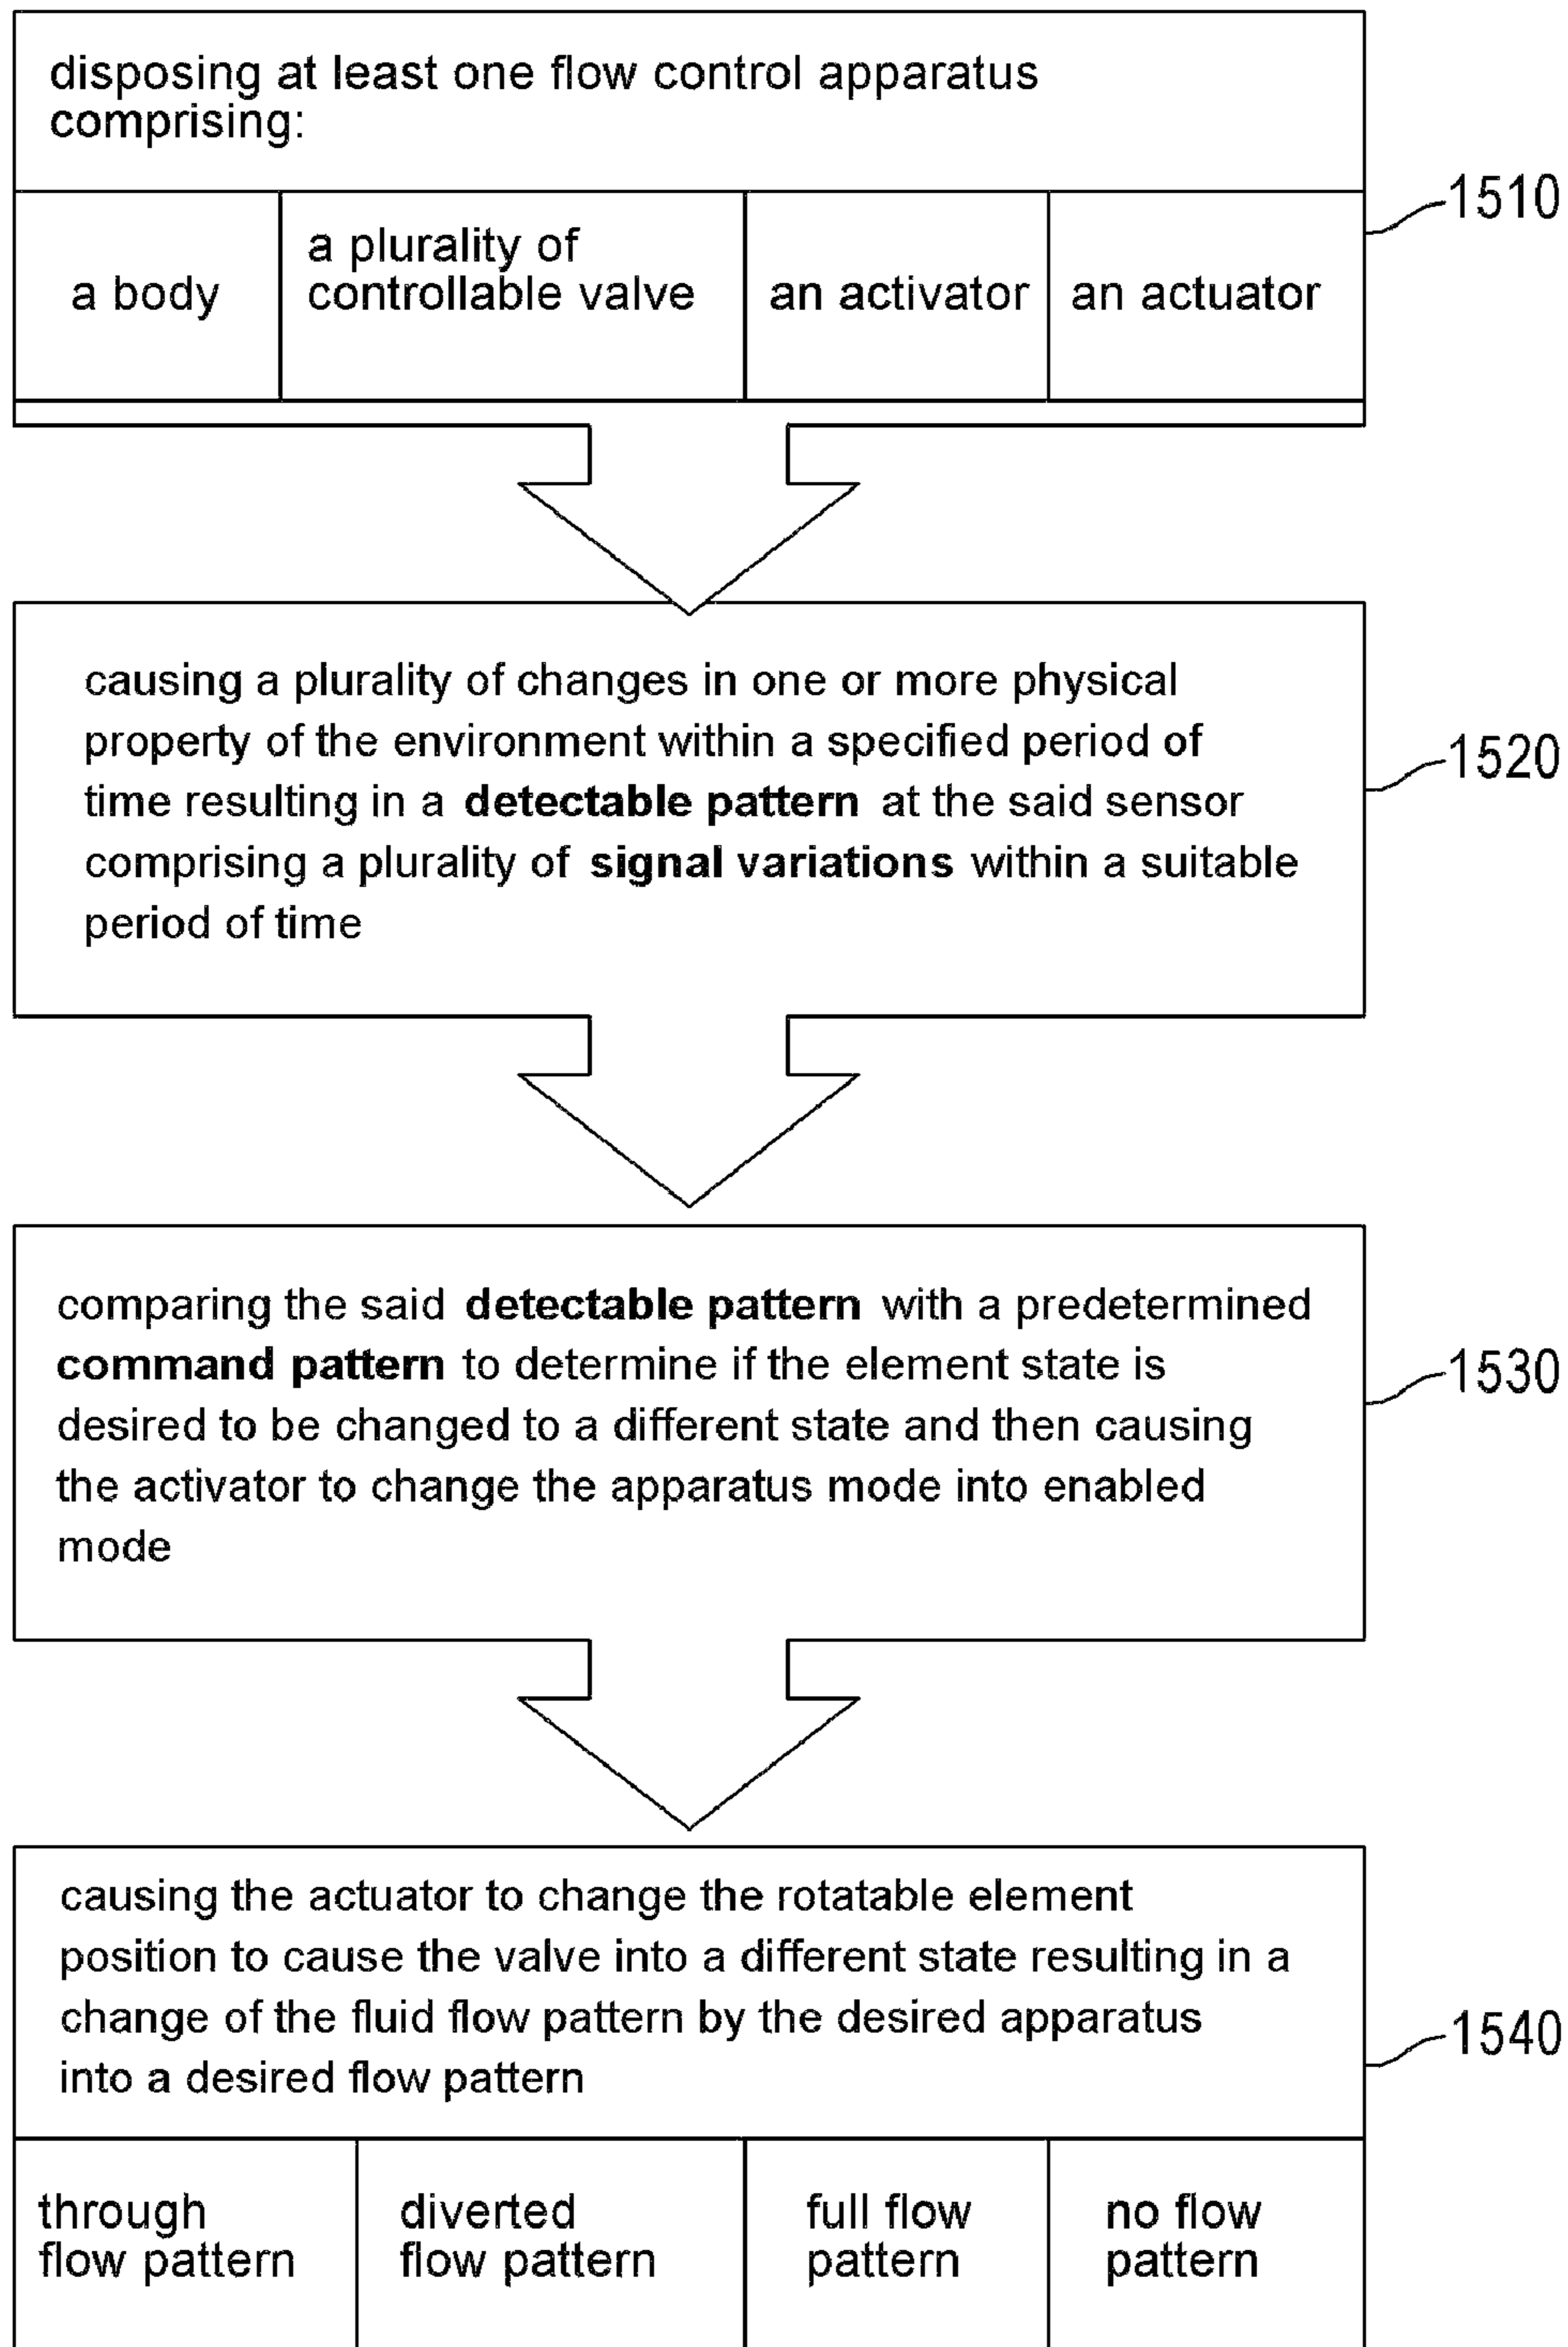 disposing at least one flow control apparatus
comprising:
a body
a plurality of
controllable valve
an activator
an actuator
1510
causing a plurality of changes in one or more physical
property of the environment within a specified period of
time resulting in a detectable pattern at the said sensor
comprising a plurality of signal variations within a suitable
period of time
1520
comparing the said detectable pattern with a predetermined
command pattern to determine if the element state is
desired to be changed to a different state and then causing
the activator to change the apparatus mode into enabled
mode
1530
causing the actuator to change the rotatable element
position to cause the valve into a different state resulting in a
change of the fluid flow pattern by the desired apparatus
into a desired flow pattern
1540
through
flow pattern
diverted
flow pattern
full flow
pattern
no flow
pattern